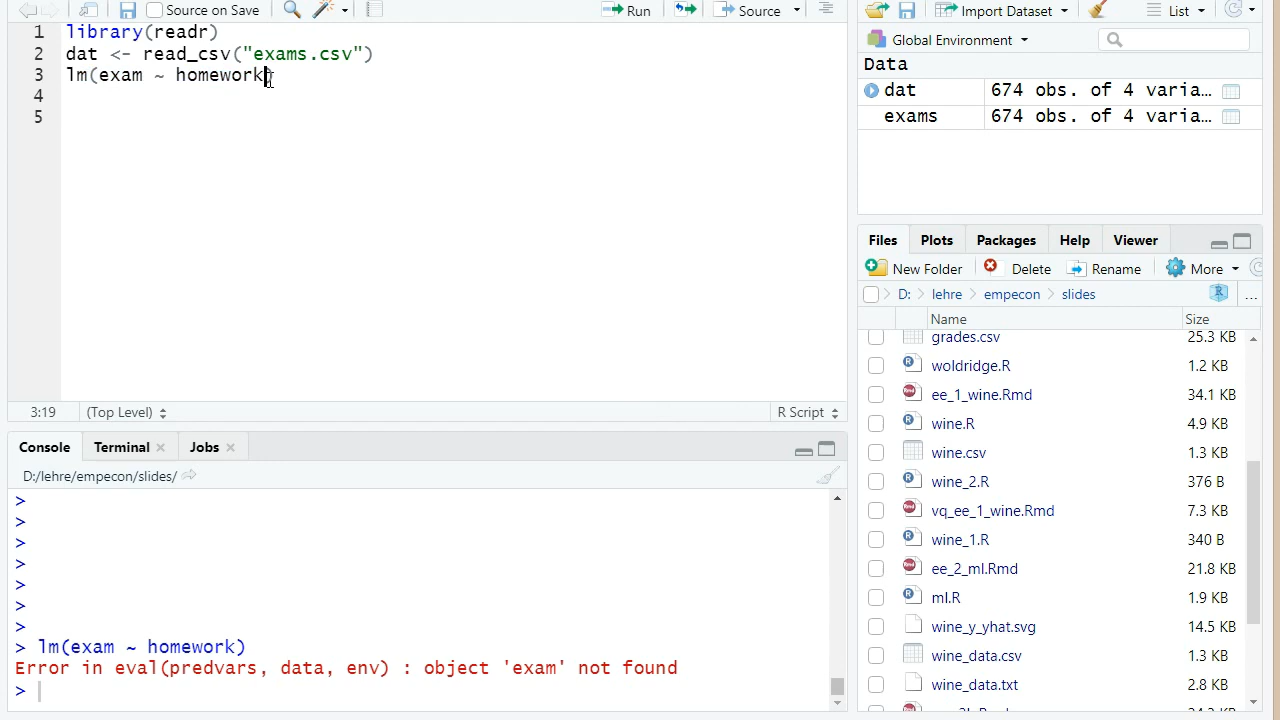 Source on Save Run Source
1 library(readr)
2 dat <- read_csv("exams.csv")
3 lm(exam ~ homework)
4
5
3:19 (Top Level) R Script
Console Terminal Jobs
D:/lehre/empecon/slides/
>
>
>
>
>
>
>
> lm(exam ~ homework)
Error in eval(predvars, data, env) : object 'exam' not found
>
Import Dataset List
R Global Environment
Data
dat 674 obs. of 4 varia…
exams 674 obs. of 4 varia…
Files Plots Packages Help Viewer
New Folder Delete Rename More
D: lehre empecon slides ...
Name Size
grades.csv 25.3 KB
woldridge.R 1.2 KB
ee_1_wine.Rmd 34.1 KB
wine.R 4.9 KB
wine.csv 1.3 KB
wine_2.R 376 B
vq_ee_1_wine.Rmd 7.3 KB
wine_1.R 340 B
ee_2_ml.Rmd 21.8 KB
ml.R 1.9 KB
wine_y_yhat.svg 14.5 KB
wine_data.csv 1.3 KB
wine_data.txt 2.8 KB